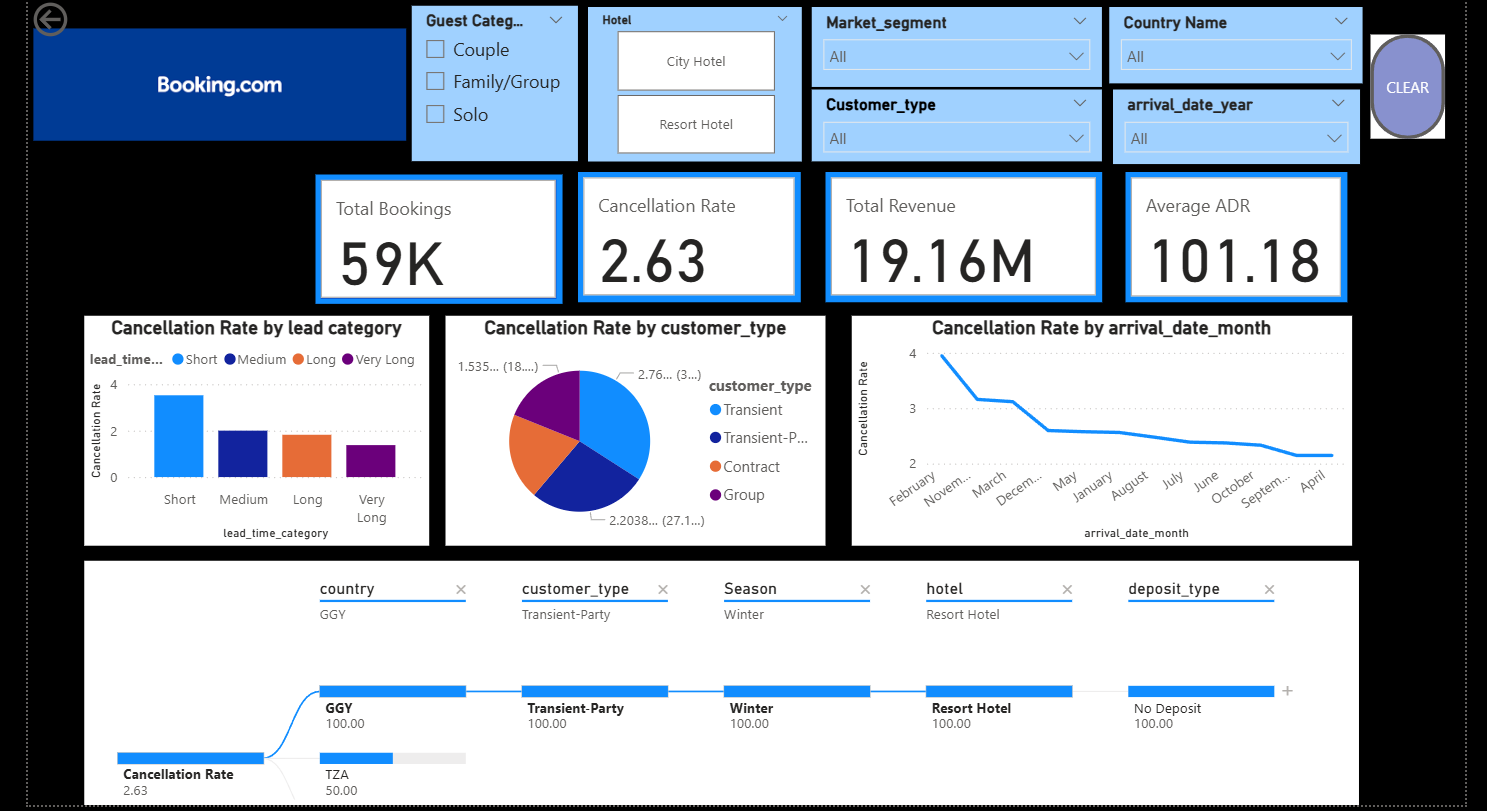 Booking.com
Guest Categ...
Couple
Family/Group
Solo
Hotel
City Hotel
Resort Hotel
Market_segment
All
Customer_type
All
Country Name
All
arrival_date_year
All
CLEAR
Total Bookings
59K
Cancellation Rate
2.63
Total Revenue
19.16M
Average ADR
101.18
Cancellation Rate by lead category
lead_time... Short Medium Long Very Long
Cancellation Rate
4
2
0
Short Medium Long Very
Long
lead_time_category
Cancellation Rate by customer_type
1.535... (18....)
2.76... (3...)
2.2038... (27.1...)
customer_type
Transient
Transient-P...
Contract
Group
Cancellation Rate by arrival_date_month
Cancellation Rate
4
3
2
February Novem... March Decem... May January August July June October Septem... April
arrival_date_month
country
GGY
customer_type
Transient-Party
Season
Winter
hotel
Resort Hotel
deposit_type
GGY
100.00
Transient-Party
100.00
Winter
100.00
Resort Hotel
100.00
No Deposit
100.00
Cancellation Rate
2.63
TZA
50.00